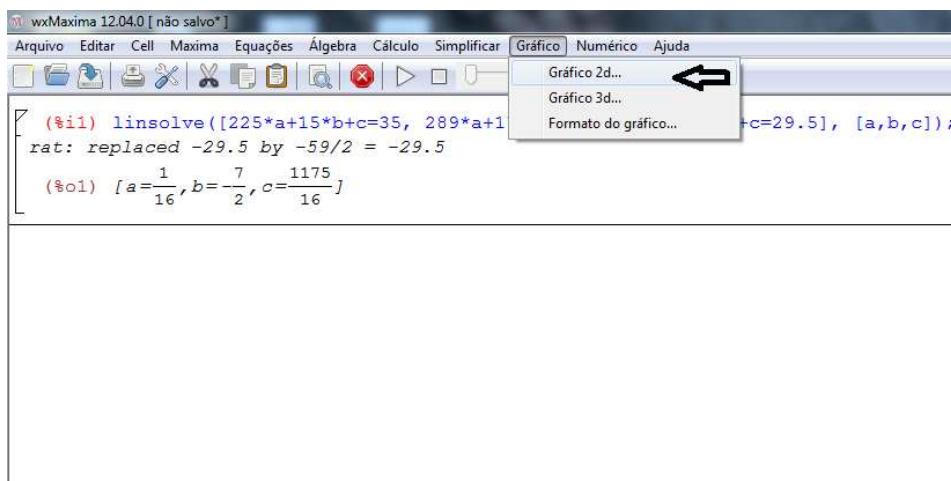 wxMaxima 12.04.0 [ não salvo* ]
Arquivo Editar Cell Maxima Equações Álgebra Cálculo Simplificar Gráfico Numérico Ajuda
Gráfico 2d...
Gráfico 3d...
Formato do gráfico...
(%i1) linsolve([225*a+15*b+c=35, 289*a+1 +c=29.5], [a,b,c]);
rat: replaced -29.5 by -59/2 = -29.5
(%o1) [a=1/16,b=-7/2,c=1175/16]